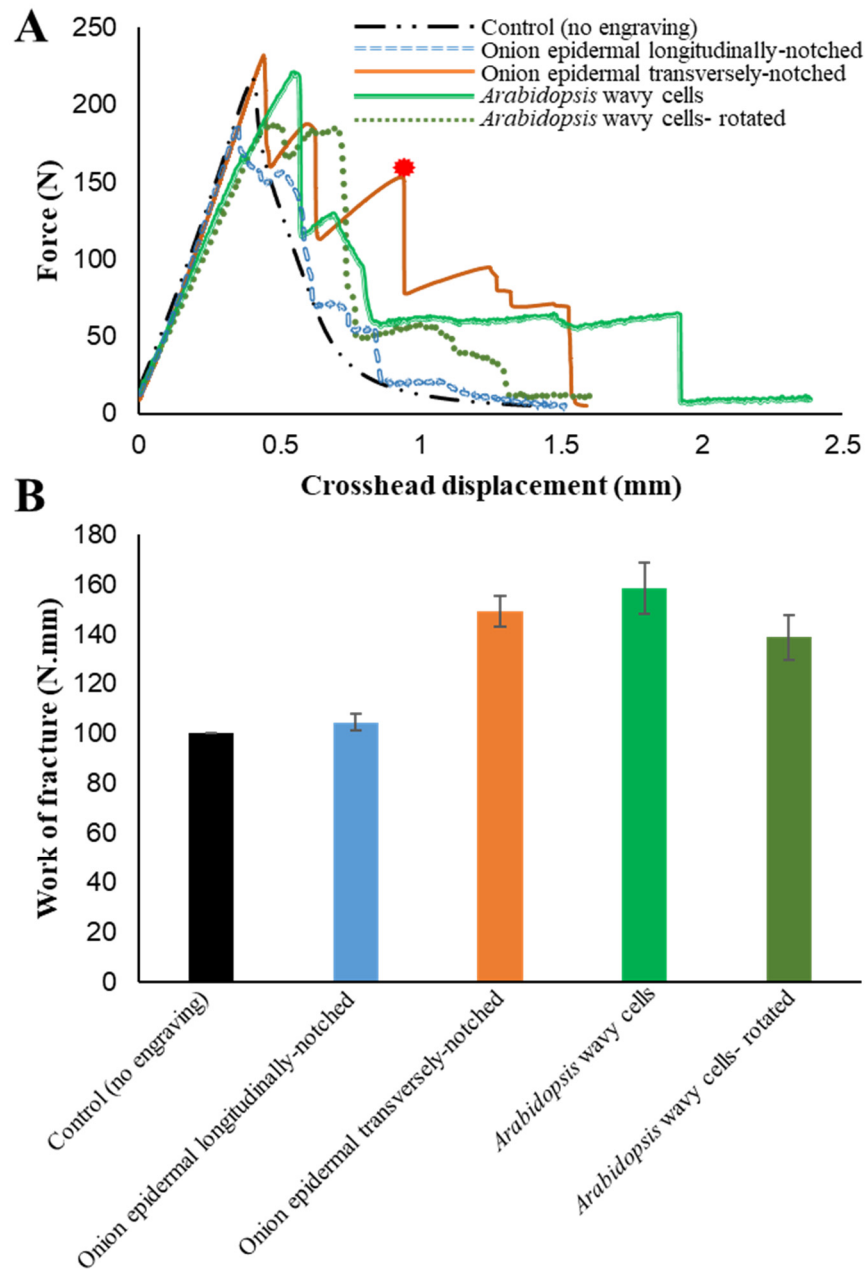 A
Control (no engraving)
Onion epidermal longitudinally-notched
Onion epidermal transversely-notched
Arabidopsis wavy cells
Arabidopsis wavy cells- rotated
Force (N)
250
200
150
100
50
0
0 0.5 1 1.5 2 2.5
Crosshead displacement (mm)
B
Work of fracture (N.mm)
180
160
140
120
100
80
60
40
20
0
Control (no engraving)
Onion epidermal longitudinally-notched
Onion epidermal transversely-notched
Arabidopsis wavy cells
Arabidopsis wavy cells- rotated